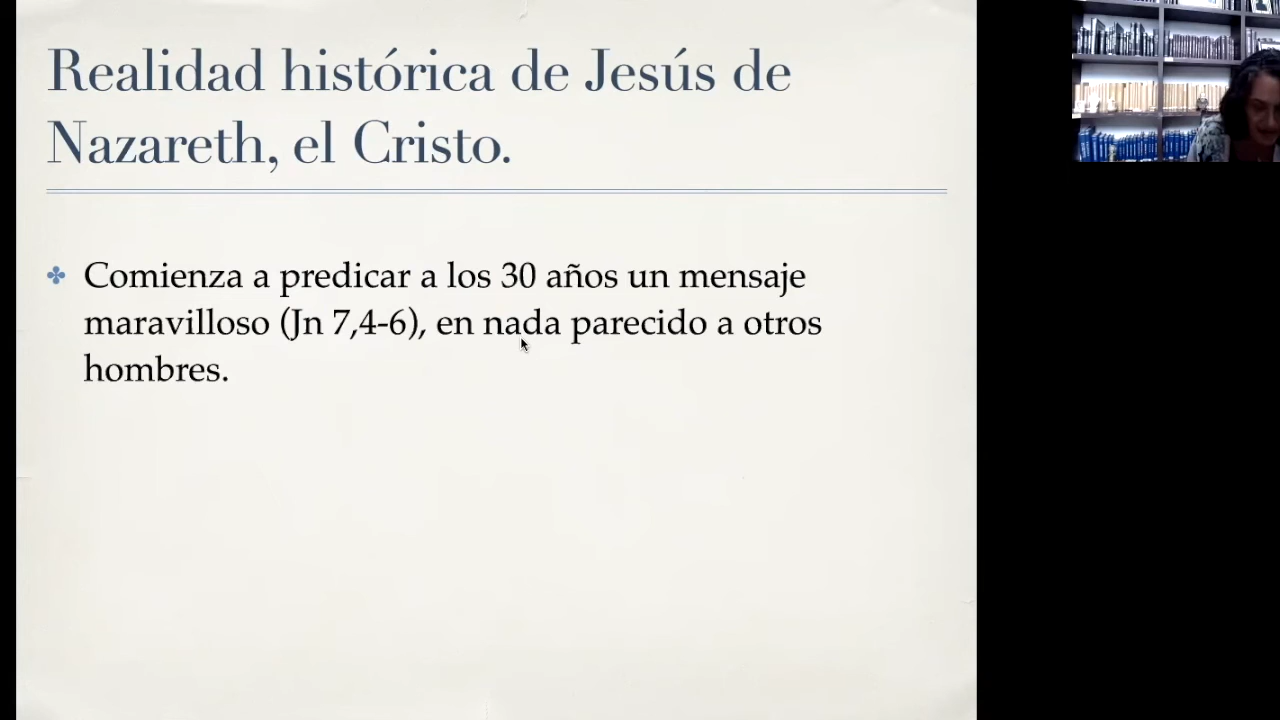 Realidad histórica de Jesús de
Nazareth, el Cristo.
Comienza a predicar a los 30 años un mensaje
maravilloso (Jn 7,4-6), en nada parecido a otros
hombres.